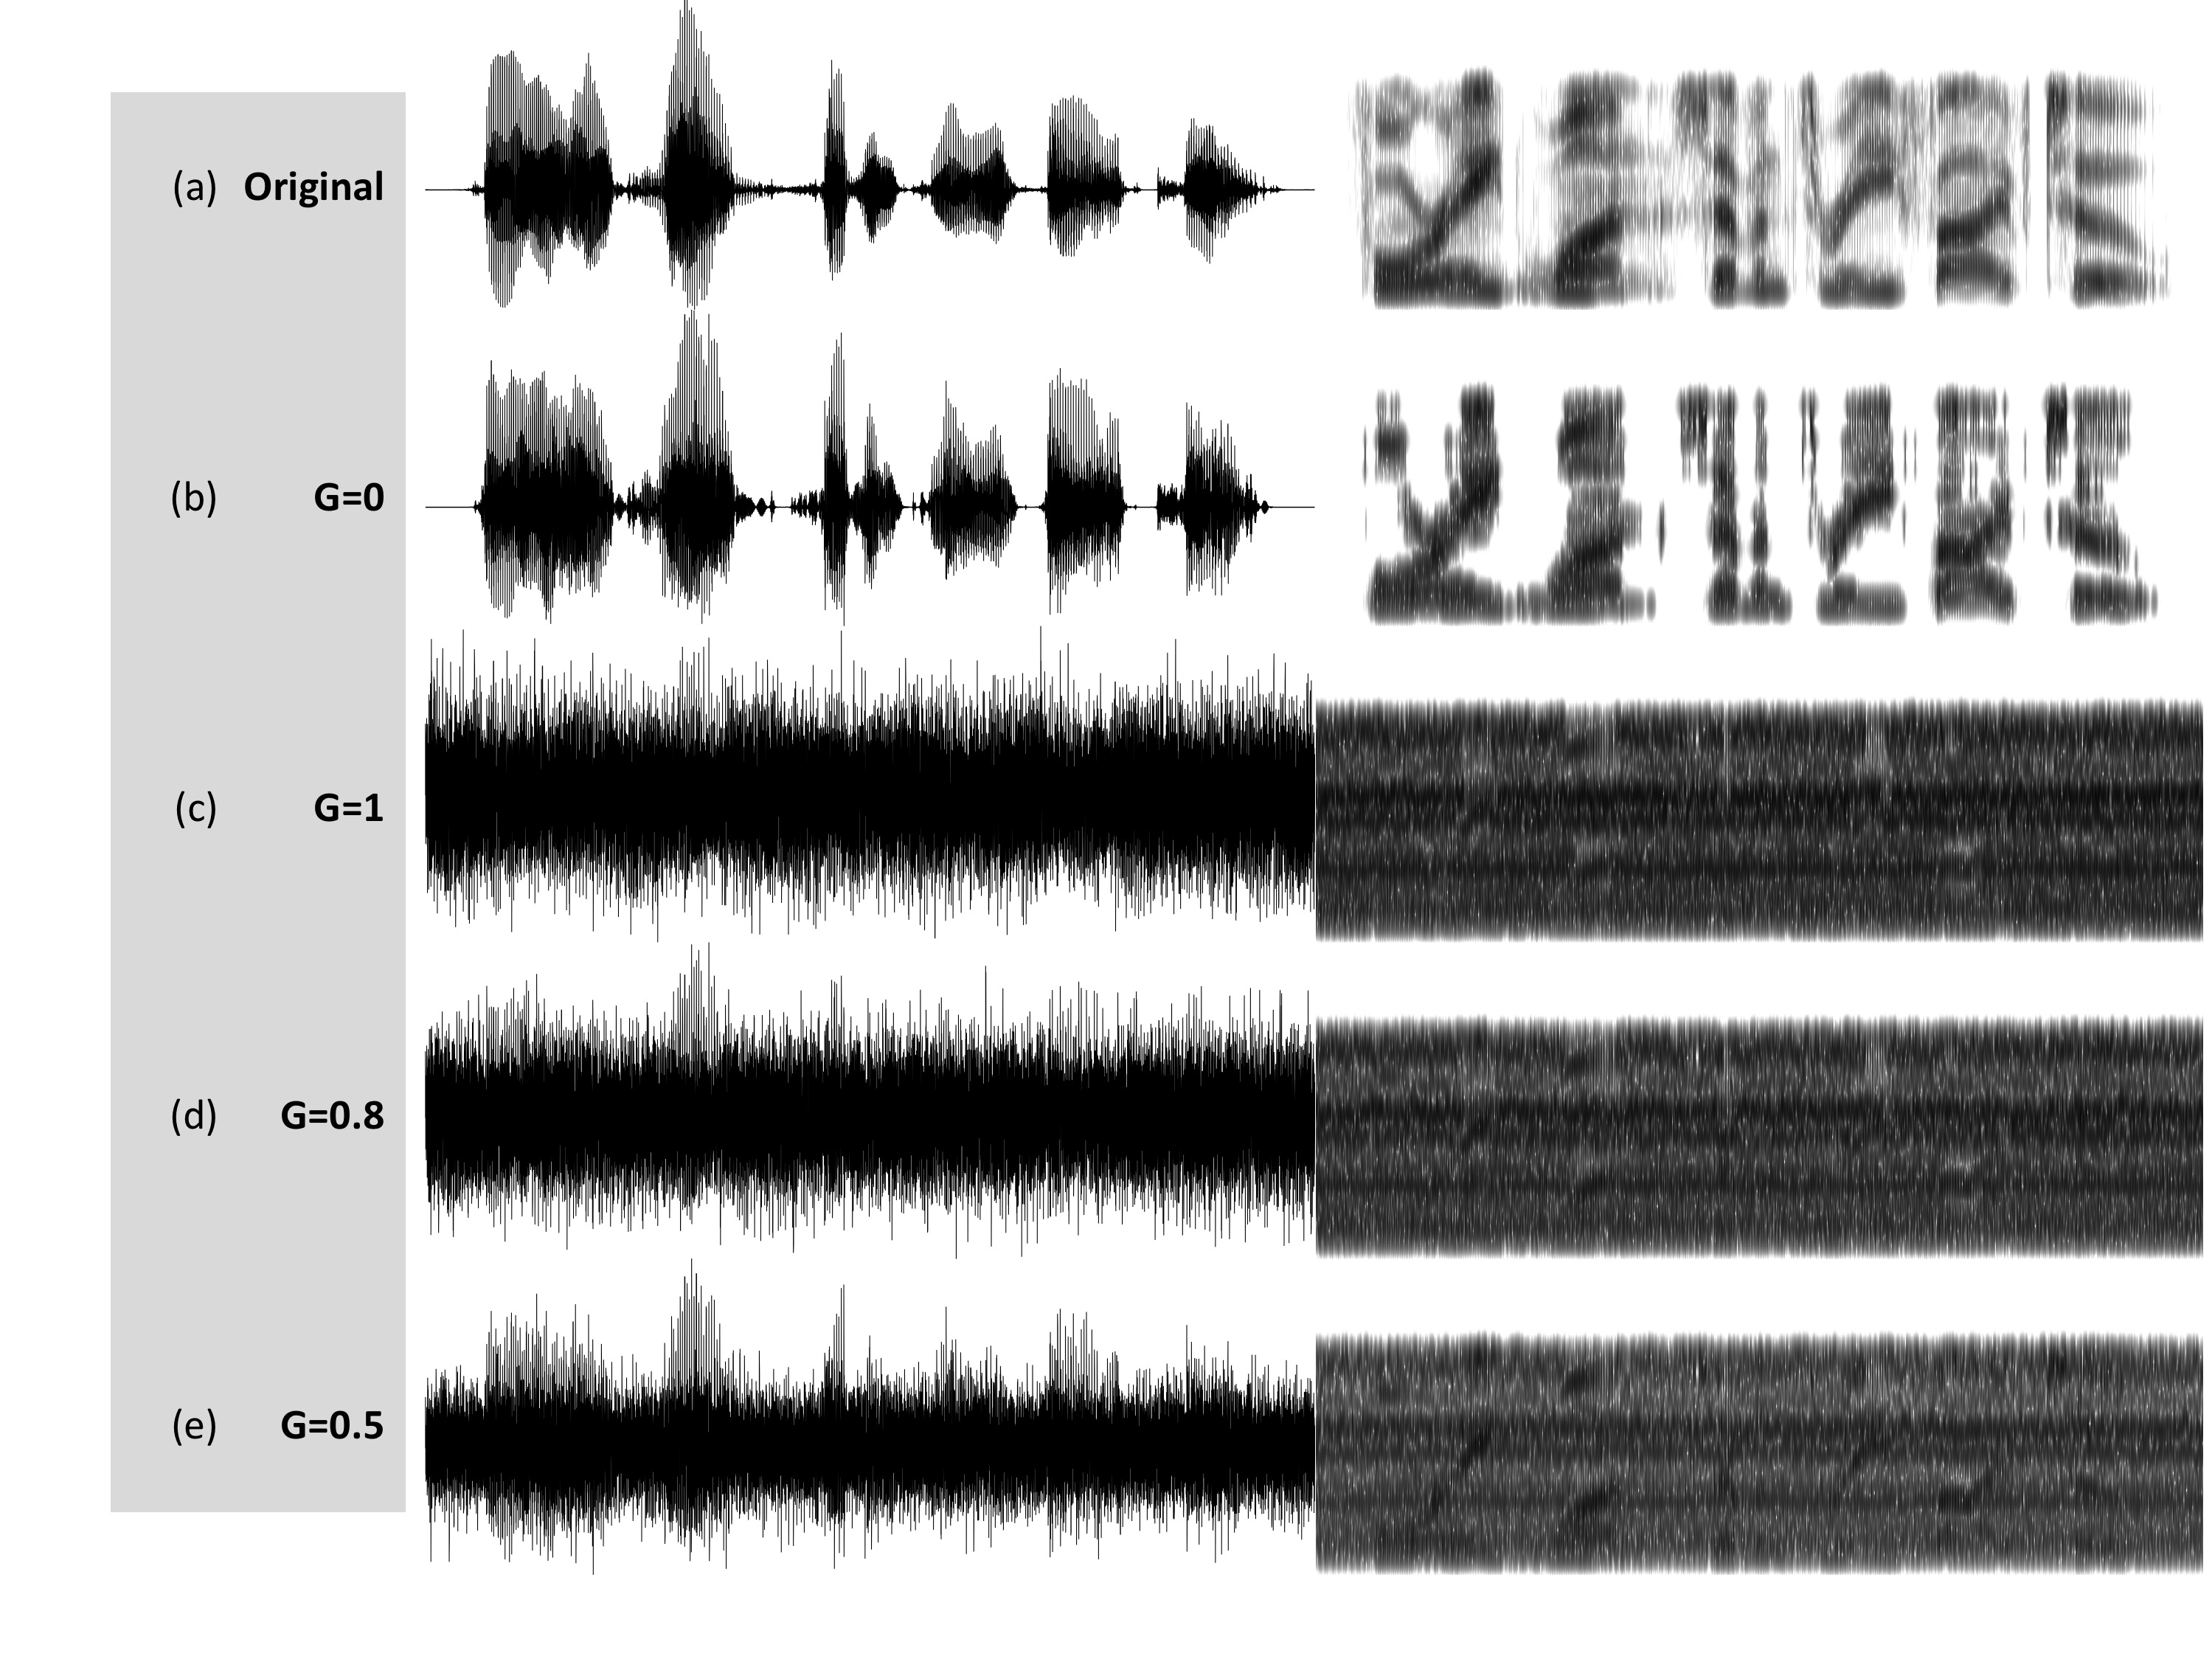 (a) Original
(b) G=0
(c) G=1
(d) G=0.8
(e) G=0.5